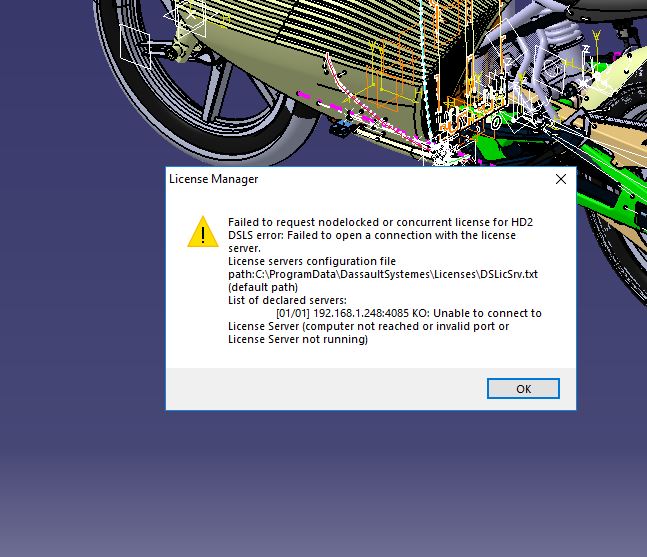 License Manager
Failed to request nodelocked or concurrent license for HD2
DSLS error: Failed to open a connection with the license
server.
License servers configuration file
path:C:\ProgramData\DassaultSystemes\Licenses\DSLicSrv.txt
(default path)
List of declared servers:
[01/01] 192.168.1.248:4085 KO: Unable to connect to
License Server (computer not reached or invalid port or
License Server not running)
OK